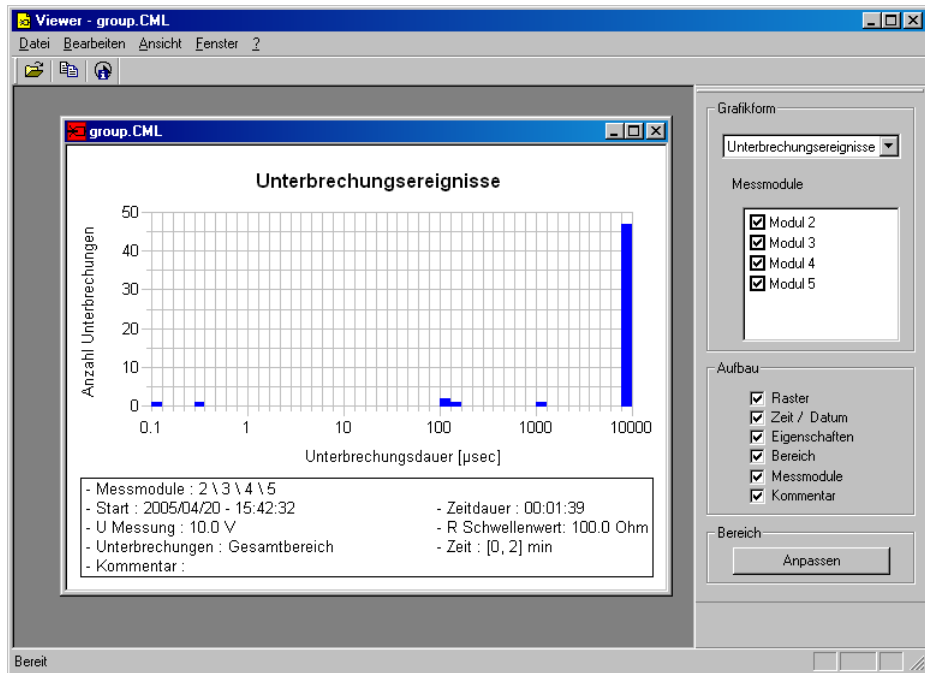 Viewer - group.CML
Datei Bearbeiten Ansicht Fenster ?
group.CML
Unterbrechungsereignisse
Anzahl Unterbrechungen
50
40
30
20
10
0
0.1 1 10 100 1000 10000
Unterbrechungsdauer [µsec]
- Messmodule : 2 \ 3 \ 4 \ 5
- Start : 2005/04/20 - 15:42:32 - Zeitdauer : 00:01:39
- U Messung : 10.0 V - R Schwellenwert: 100.0 Ohm
- Unterbrechungen : Gesamtbereich - Zeit : [0, 2] min
- Kommentar :
Grafikform
Unterbrechungsereignisse
Messmodule
Modul 2
Modul 3
Modul 4
Modul 5
Aufbau
Raster
Zeit / Datum
Eigenschaften
Bereich
Messmodule
Kommentar
Bereich
Anpassen
Bereit